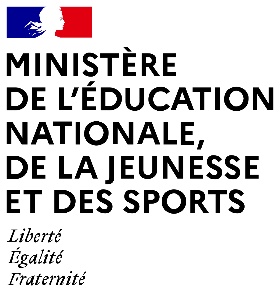 MINISTÈRE
DE L'ÉDUCATION
NATIONALE,
DE LA JEUNESSE
ET DES SPORTS
Liberté
Égalité
Fraternité